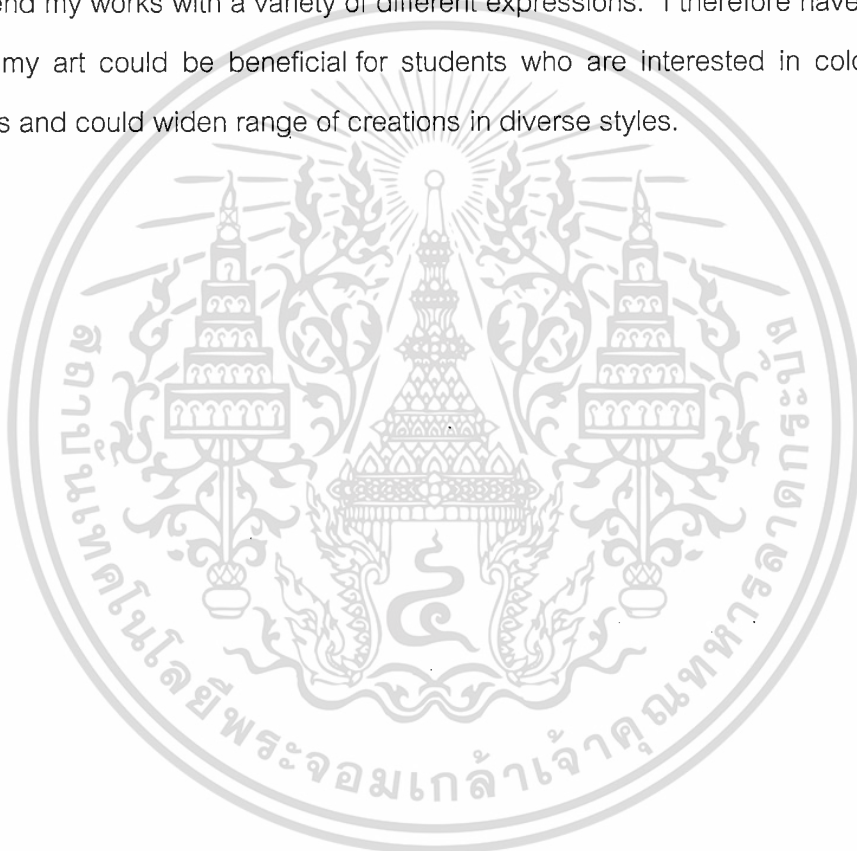 end my works with a variety of different expressions. I therefore have
my art could be beneficial for students who are interested in colo
s and could widen range of creations in diverse styles.
๔
สถาบันเทคโนโลยีพระจอมเกล้าเจ้าคุณทหารลาดกระบัง